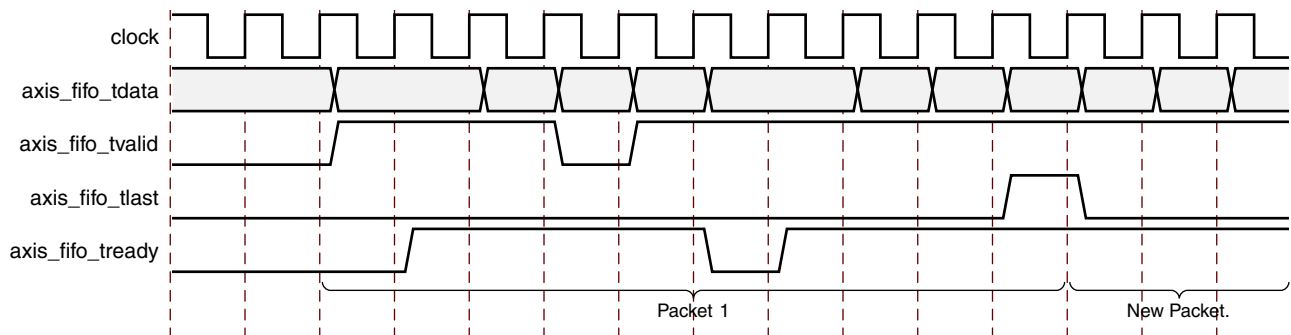 clock
axis_fifo_tdata
axis_fifo_tvalid
axis_fifo_tlast
axis_fifo_tready
Packet 1
New Packet.